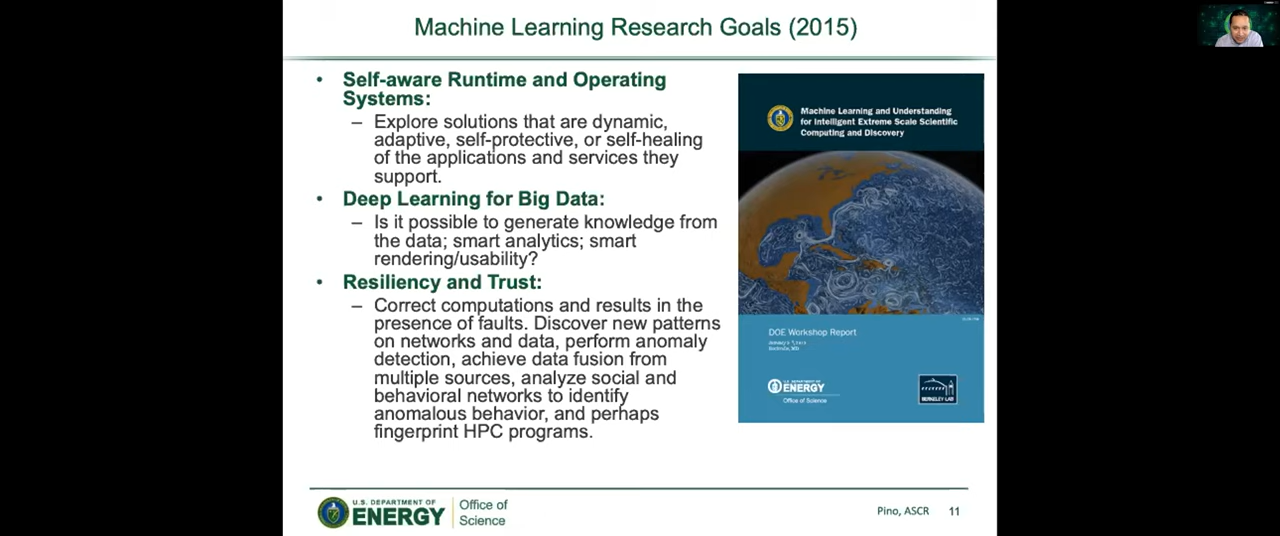 Machine Learning Research Goals (2015)
• Self-aware Runtime and Operating
Systems:
– Explore solutions that are dynamic,
adaptive, self-protective, or self-healing
of the applications and services they
support.
• Deep Learning for Big Data:
– Is it possible to generate knowledge from
the data; smart analytics; smart
rendering/usability?
• Resiliency and Trust:
– Correct computations and results in the
presence of faults. Discover new patterns
on networks and data, perform anomaly
detection, achieve data fusion from
multiple sources, analyze social and
behavioral networks to identify
anomalous behavior, and perhaps
fingerprint HPC programs.
Machine Learning and Understanding
for Intelligent Extreme Scale Scientific
Computing and Discovery
DOE Workshop Report
Rockville, MD
U.S. DEPARTMENT OF
ENERGY
Office of Science
BERKELEY LAB
U.S. DEPARTMENT OF
ENERGY
Office of
Science
Pino, ASCR 11